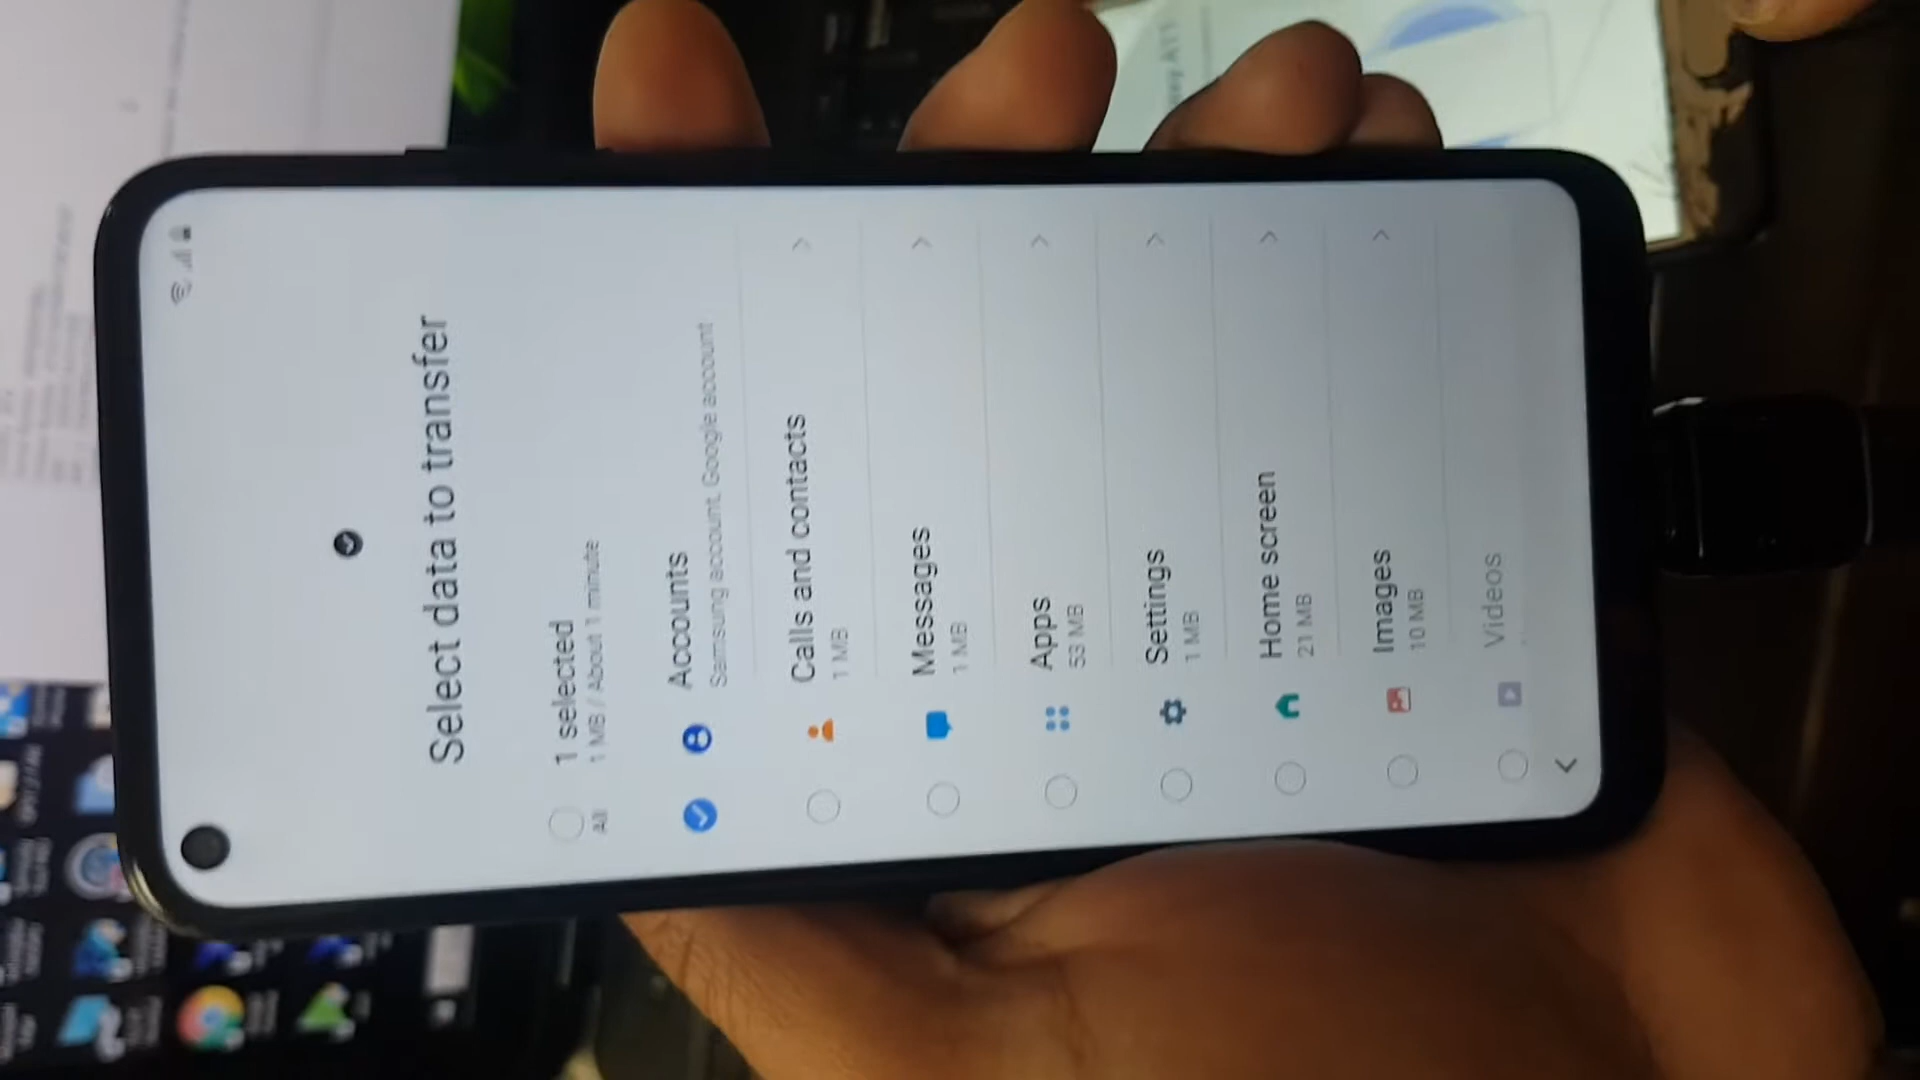 Select data to transfer
1 selected
1 MB / About 1 minute
All
Accounts
Samsung account, Google account
Calls and contacts
1 MB
Messages
1 MB
Apps
53 MB
Settings
1 MB
Home screen
21 MB
Images
10 MB
Videos